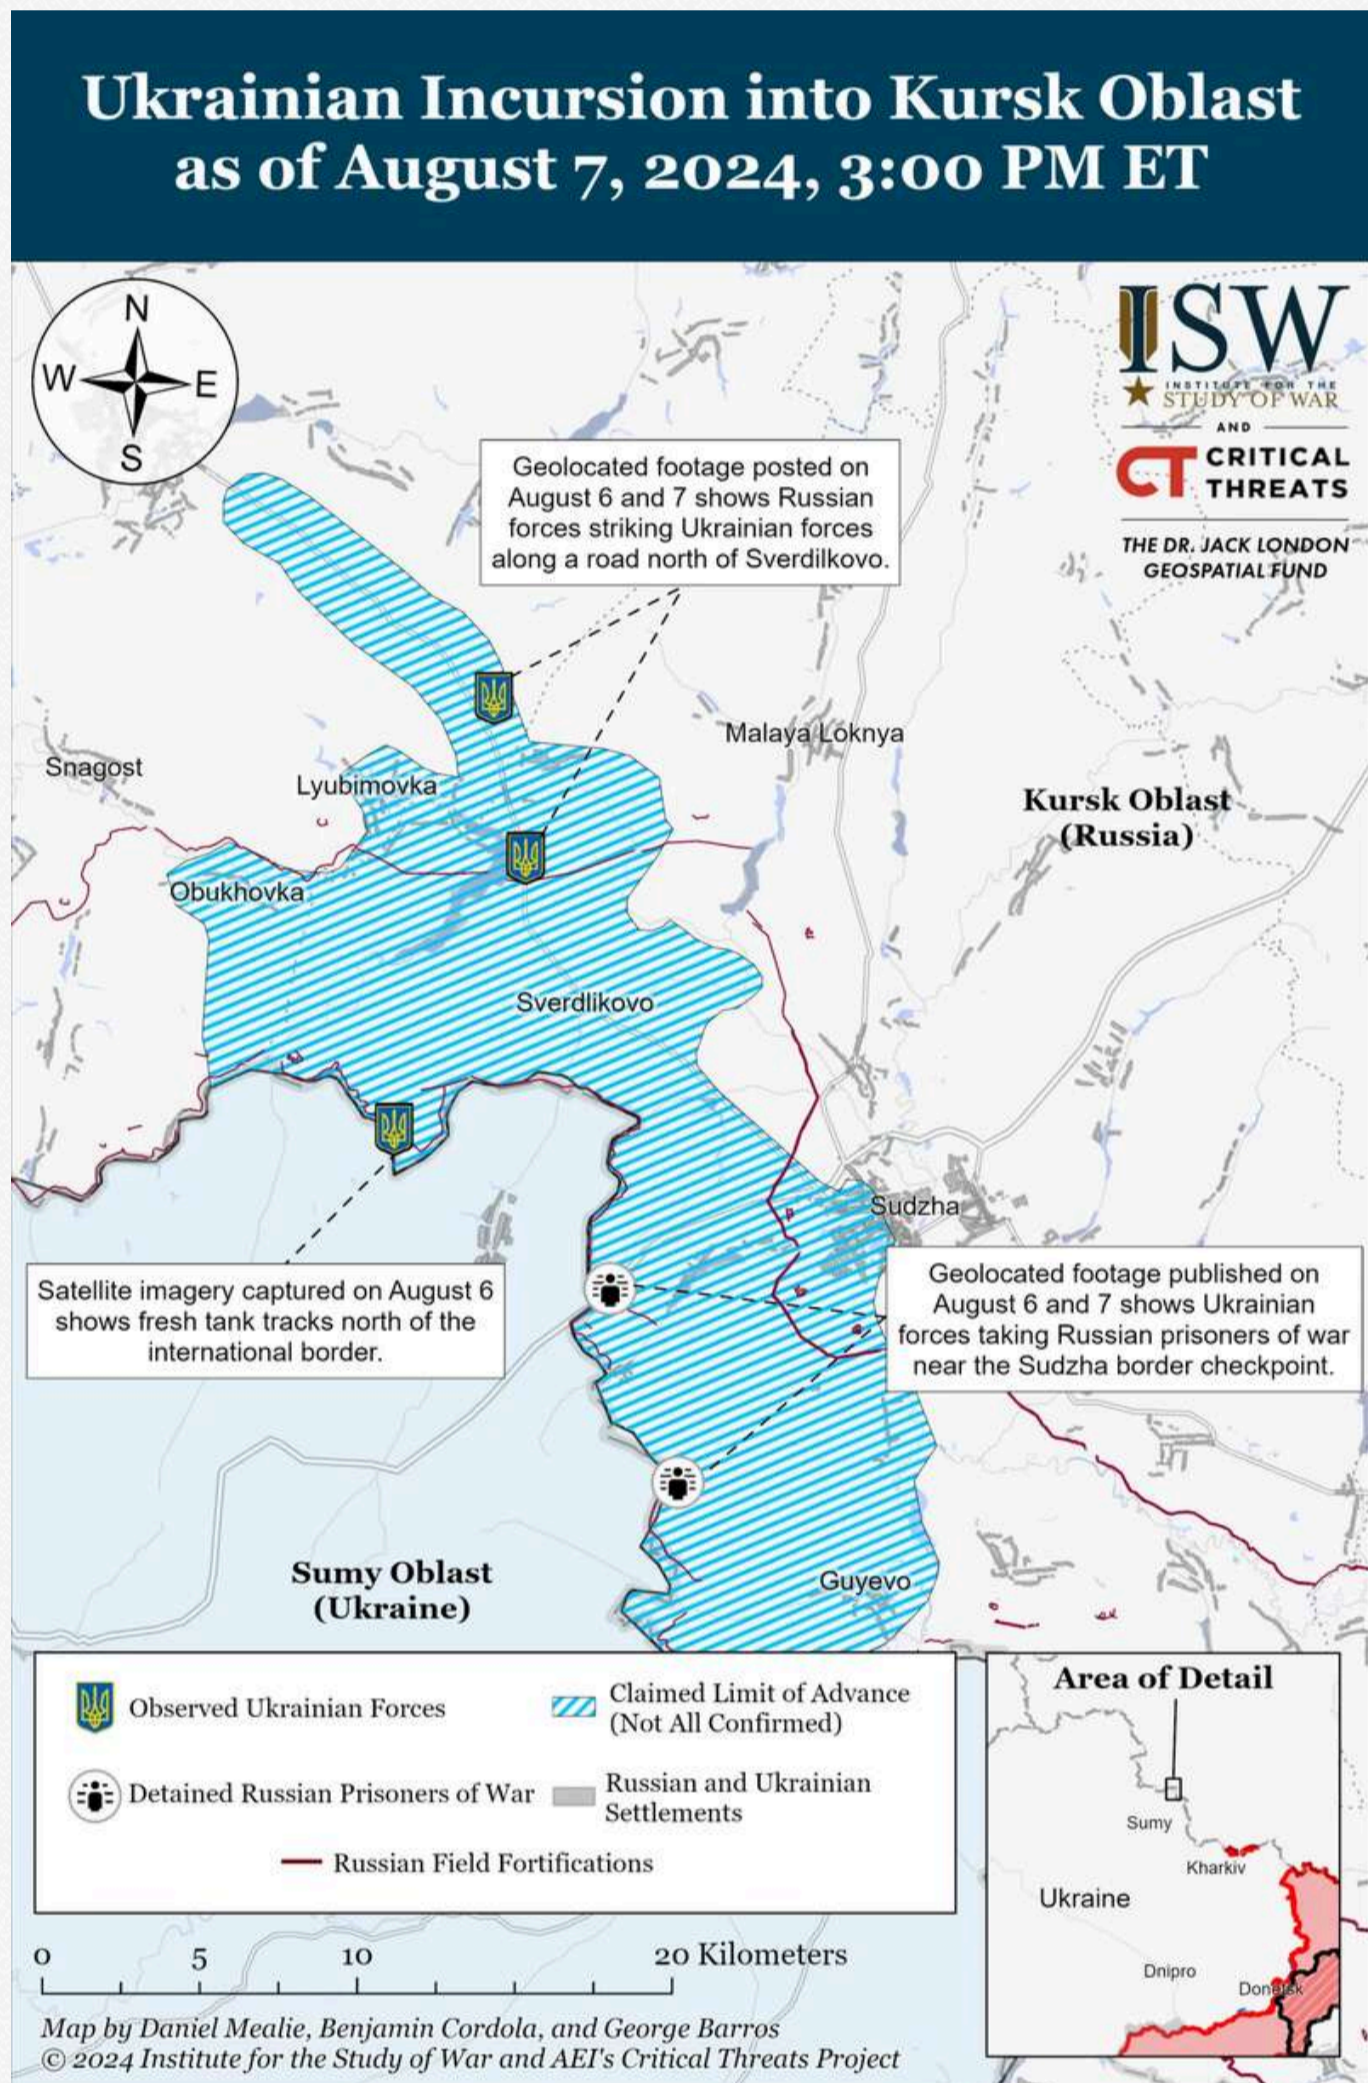 Ukrainian Incursion into Kursk Oblast
as of August 7, 2024, 3:00 PM ET
N
W
E
S
ISW
INSTITUTE FOR THE
STUDY OF WAR
AND
CT CRITICAL
THREATS
THE DR. JACK LONDON
GEOSPATIAL FUND
Geolocated footage posted on
August 6 and 7 shows Russian
forces striking Ukrainian forces
along a road north of Sverdilkovo.
Malaya Loknya
Snagost
Lyubimovka
Kursk Oblast
(Russia)
Obukhovka
Sverdlikovo
Sudzha
Satellite imagery captured on August 6
shows fresh tank tracks north of the
international border.
Geolocated footage published on
August 6 and 7 shows Ukrainian
forces taking Russian prisoners of war
near the Sudzha border checkpoint.
Sumy Oblast
(Ukraine)
Guyevo
Observed Ukrainian Forces
Claimed Limit of Advance
(Not All Confirmed)
Detained Russian Prisoners of War
Russian and Ukrainian
Settlements
Russian Field Fortifications
Area of Detail
Sumy
Kharkiv
Ukraine
Dnipro
Donetsk
0 5 10 20 Kilometers
Map by Daniel Mealie, Benjamin Cordola, and George Barros
© 2024 Institute for the Study of War and AEI's Critical Threats Project